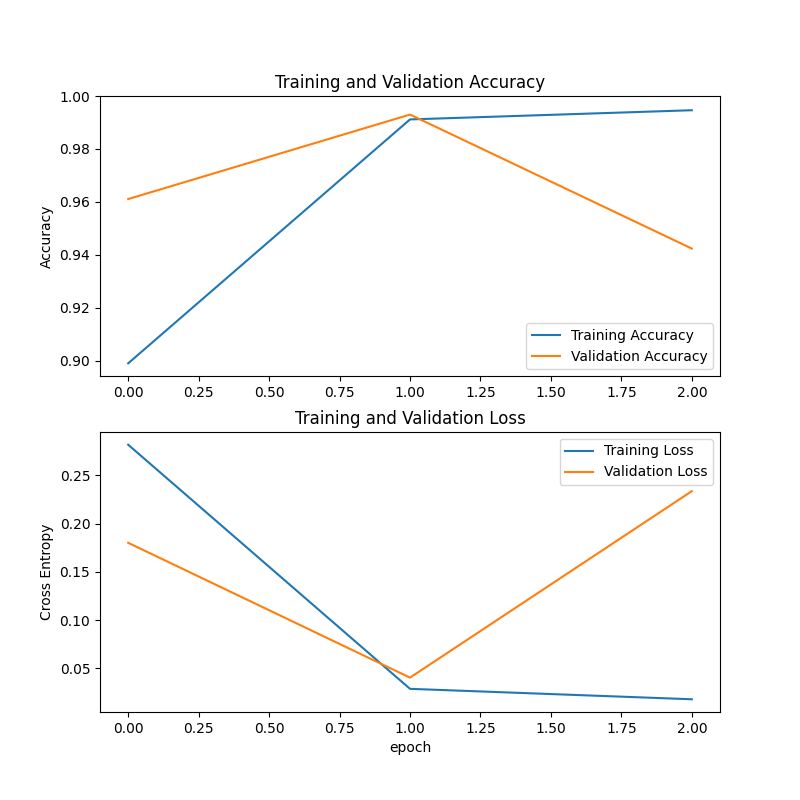 Training and Validation Accuracy
1.00
0.98
0.96
0.94
0.92
0.90
Accuracy
Training Accuracy
Validation Accuracy
0.00 0.25 0.50 0.75 1.00 1.25 1.50 1.75 2.00
Training and Validation Loss
0.25
0.20
0.15
0.10
0.05
Cross Entropy
Training Loss
Validation Loss
0.00 0.25 0.50 0.75 1.00 1.25 1.50 1.75 2.00
epoch